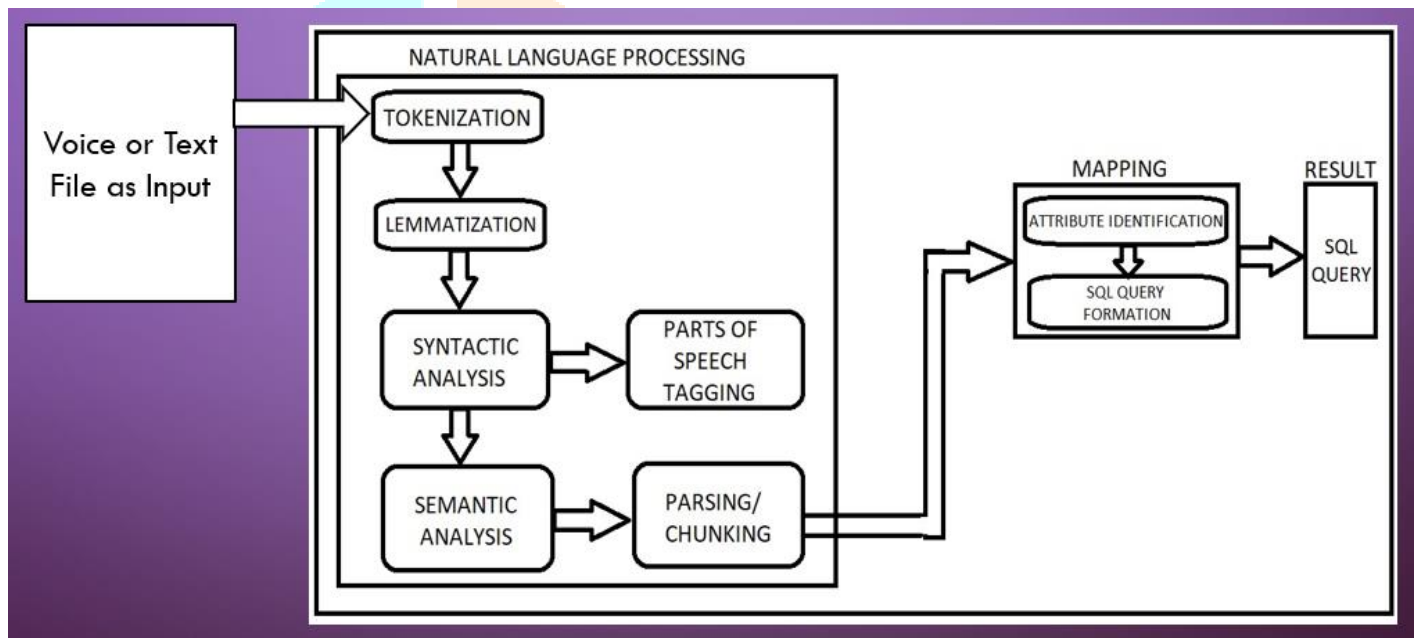 Voice or Text
File as Input
NATURAL LANGUAGE PROCESSING
TOKENIZATION
LEMMATIZATION
SYNTACTIC
ANALYSIS
PARTS OF
SPEECH
TAGGING
SEMANTIC
ANALYSIS
PARSING/
CHUNKING
MAPPING
ATTRIBUTE IDENTIFICATION
SQL QUERY
FORMATION
RESULT
SQL
QUERY